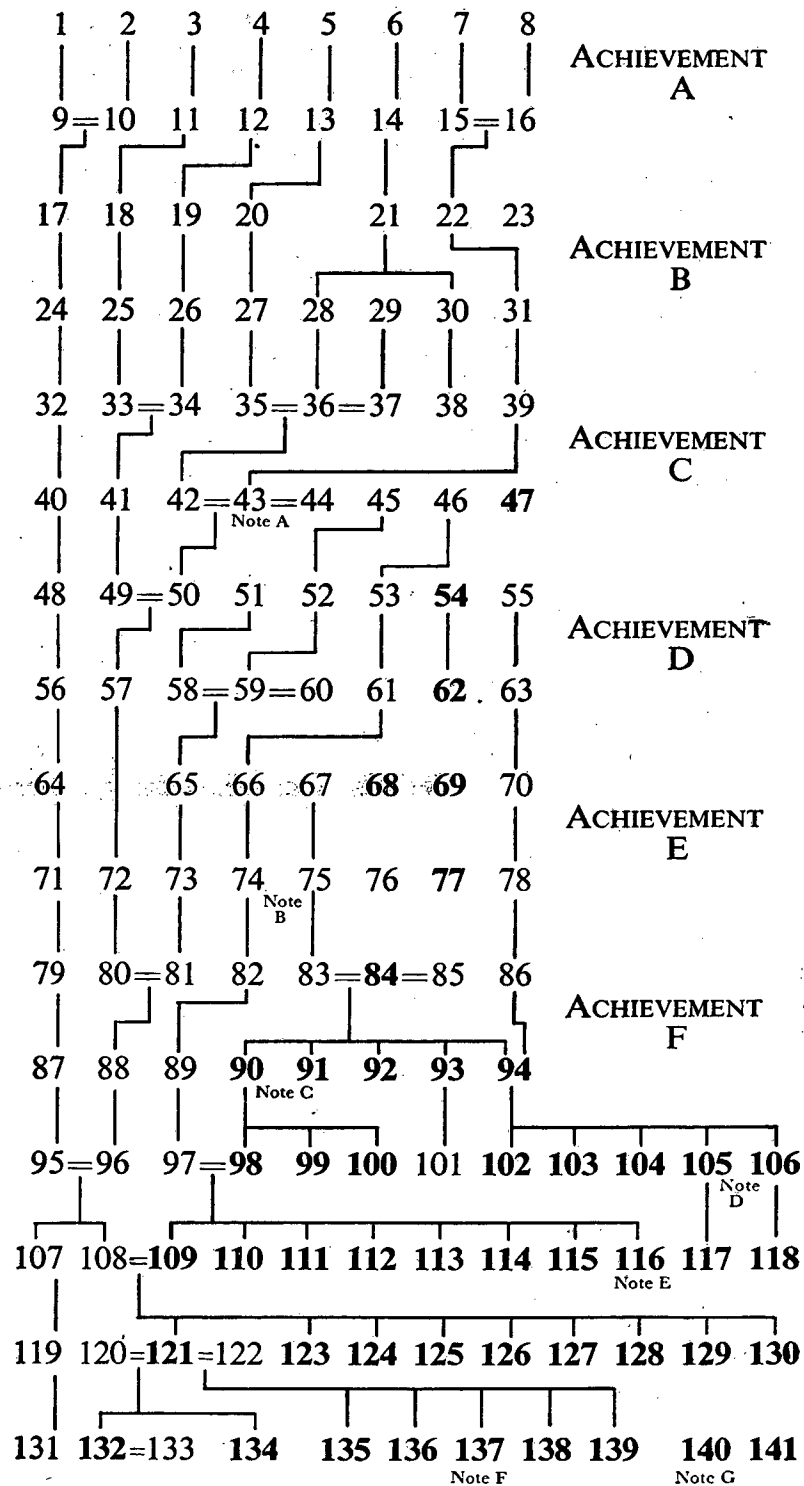 1 2 3 4 5 6 7 8
ACHIEVEMENT
A
9 = 10 11 12 13 14 15 = 16
17 18 19 20 21 22 23
ACHIEVEMENT
B
24 25 26 27 28 29 30 31
32 33 = 34 35 = 36 = 37 38 39
ACHIEVEMENT
C
40 41 42 = 43 = 44 45 46 47
Note A
48 49 = 50 51 52 53 54 55
ACHIEVEMENT
D
56 57 58 = 59 = 60 61 62 63
64 65 66 67 68 69 70
ACHIEVEMENT
E
71 72 73 74 75 76 77 78
Note
B
79 80 = 81 82 83 = 84 = 85 86
ACHIEVEMENT
F
87 88 89 90 91 92 93 94
Note C
95 = 96 97 = 98 99 100 101 102 103 104 105 106
Note
D
107 108 = 109 110 111 112 113 114 115 116 117 118
Note E
119 120 = 121 = 122 123 124 125 126 127 128 129 130
131 132 = 133 134 135 136 137 138 139 140 141
Note F Note G